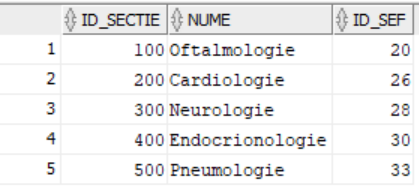 ID_SECTIE NUME ID_SEF
1 100 Oftalmologie 20
2 200 Cardiologie 26
3 300 Neurologie 28
4 400 Endocrionologie 30
5 500 Pneumologie 33